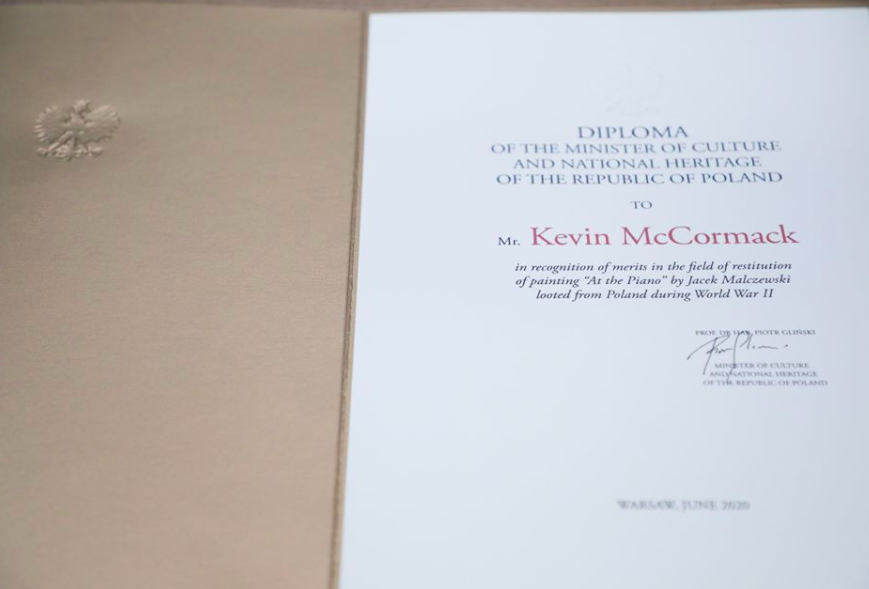 DIPLOMA
OF THE MINISTER OF CULTURE
AND NATIONAL HERITAGE
OF THE REPUBLIC OF POLAND
TO
Mr. Kevin McCormack
in recognition of merits in the field of restitution
of painting “At the Piano” by Jacek Malczewski
looted from Poland during World War II
PROF. DR HAB. PIOTR GLIŃSKI
MINISTER OF CULTURE
AND NATIONAL HERITAGE
OF THE REPUBLIC OF POLAND
WARSAW, JUNE 2020